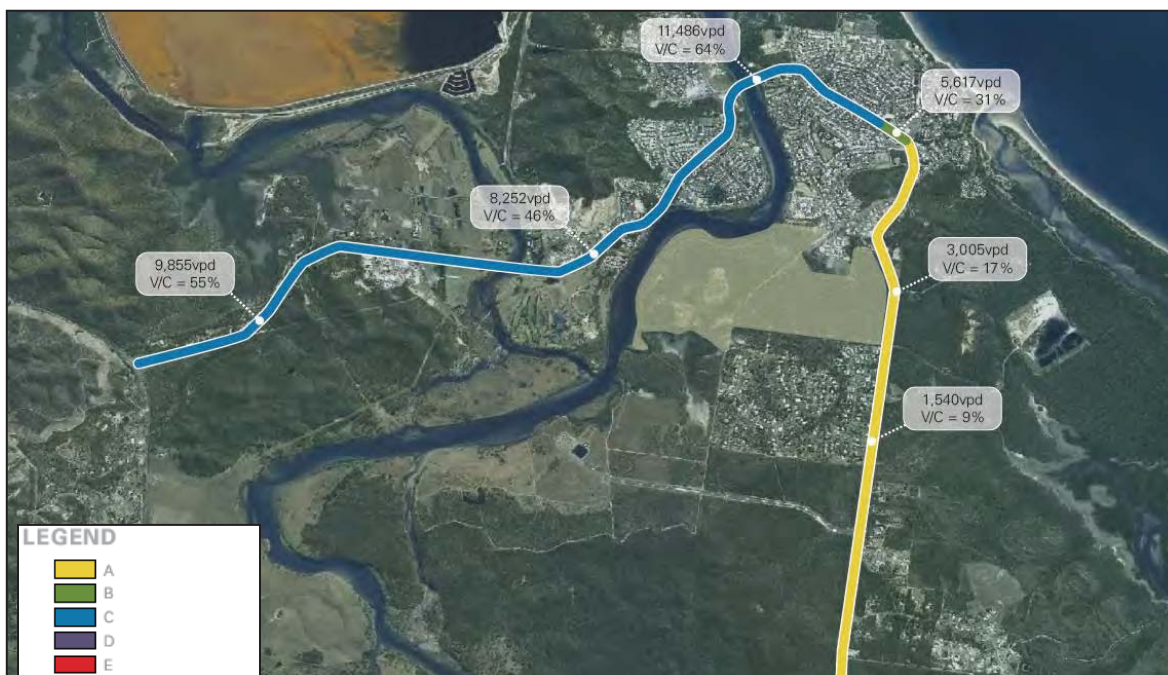 11,486vpd
V/C = 64%
5,617vpd
V/C = 31%
8,252vpd
V/C = 46%
9,855vpd
V/C = 55%
3,005vpd
V/C = 17%
1,540vpd
V/C = 9%
LEGEND
A
B
C
D
E